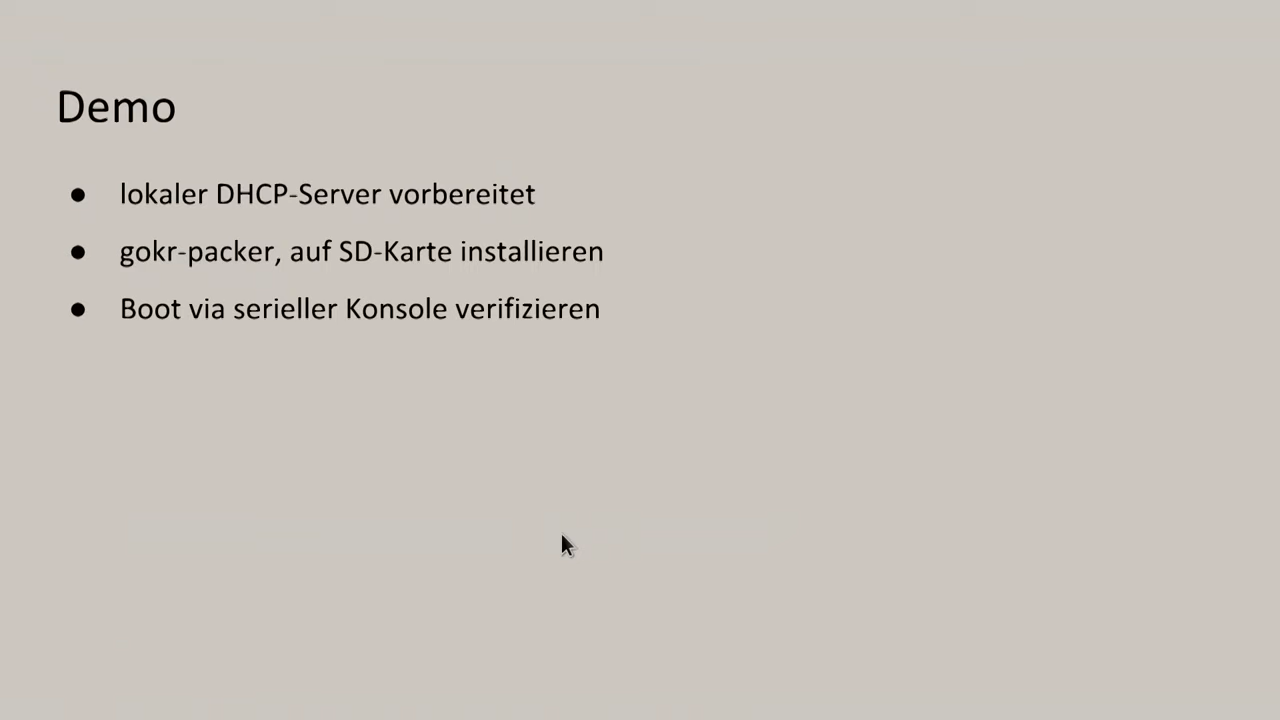 Demo
● lokaler DHCP-Server vorbereitet
● gokr-packer, auf SD-Karte installieren
● Boot via serieller Konsole verifizieren